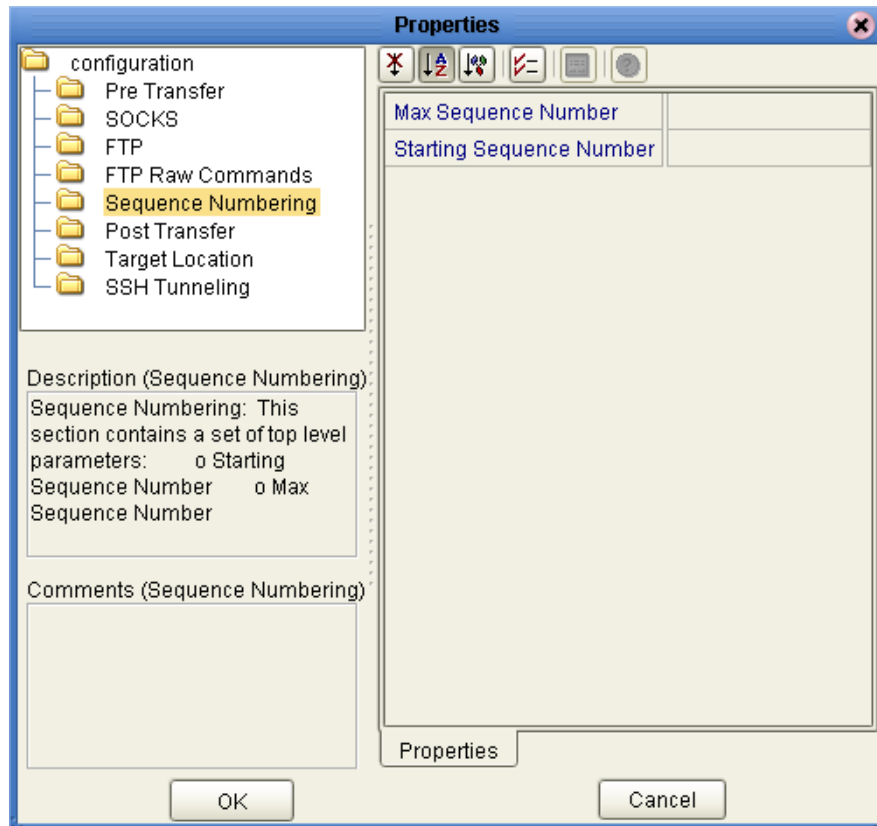 Properties
configuration
Pre Transfer
SOCKS
FTP
FTP Raw Commands
Sequence Numbering
Post Transfer
Target Location
SSH Tunneling
Description (Sequence Numbering)
Sequence Numbering: This
section contains a set of top level
parameters: o Starting
Sequence Number o Max
Sequence Number
Comments (Sequence Numbering)
Max Sequence Number
Starting Sequence Number
Properties
OK
Cancel